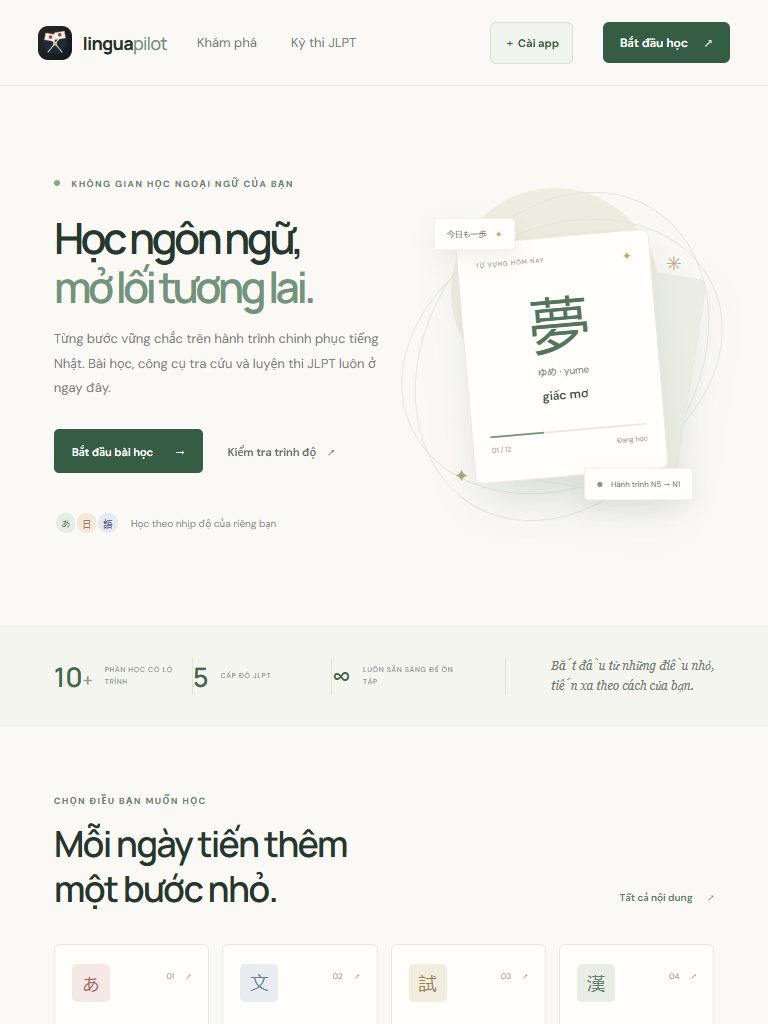 linguapilot
Khám phá
Kỳ thi JLPT
+ Cài app
Bắt đầu học ↗
KHÔNG GIAN HỌC NGOẠI NGỮ CỦA BẠN
Học ngôn ngữ,
mở lối tương lai.
Từng bước vững chắc trên hành trình chinh phục tiếng
Nhật. Bài học, công cụ tra cứu và luyện thi JLPT luôn ở
ngay đây.
Bắt đầu bài học →
Kiểm tra trình độ ↗
あ 日 語
Học theo nhịp độ của riêng bạn
今日も一歩 ✦
TỪ VỰNG HÔM NAY ✦
夢
ゆめ · yume
giấc mơ
01 / 12
Đang học
Hành trình N5 → N1
10+
PHẦN HỌC CÓ LỘ
TRÌNH
5
CẤP ĐỘ JLPT
∞
LUÔN SẴN SÀNG ĐỂ ÔN
TẬP
Bắt đầu từ những điều nhỏ,
tiến xa theo cách của bạn.
CHỌN ĐIỀU BẠN MUỐN HỌC
Mỗi ngày tiến thêm
một bước nhỏ.
Tất cả nội dung ↗
あ
01 ↗
文
02 ↗
試
03 ↗
漢
04 ↗